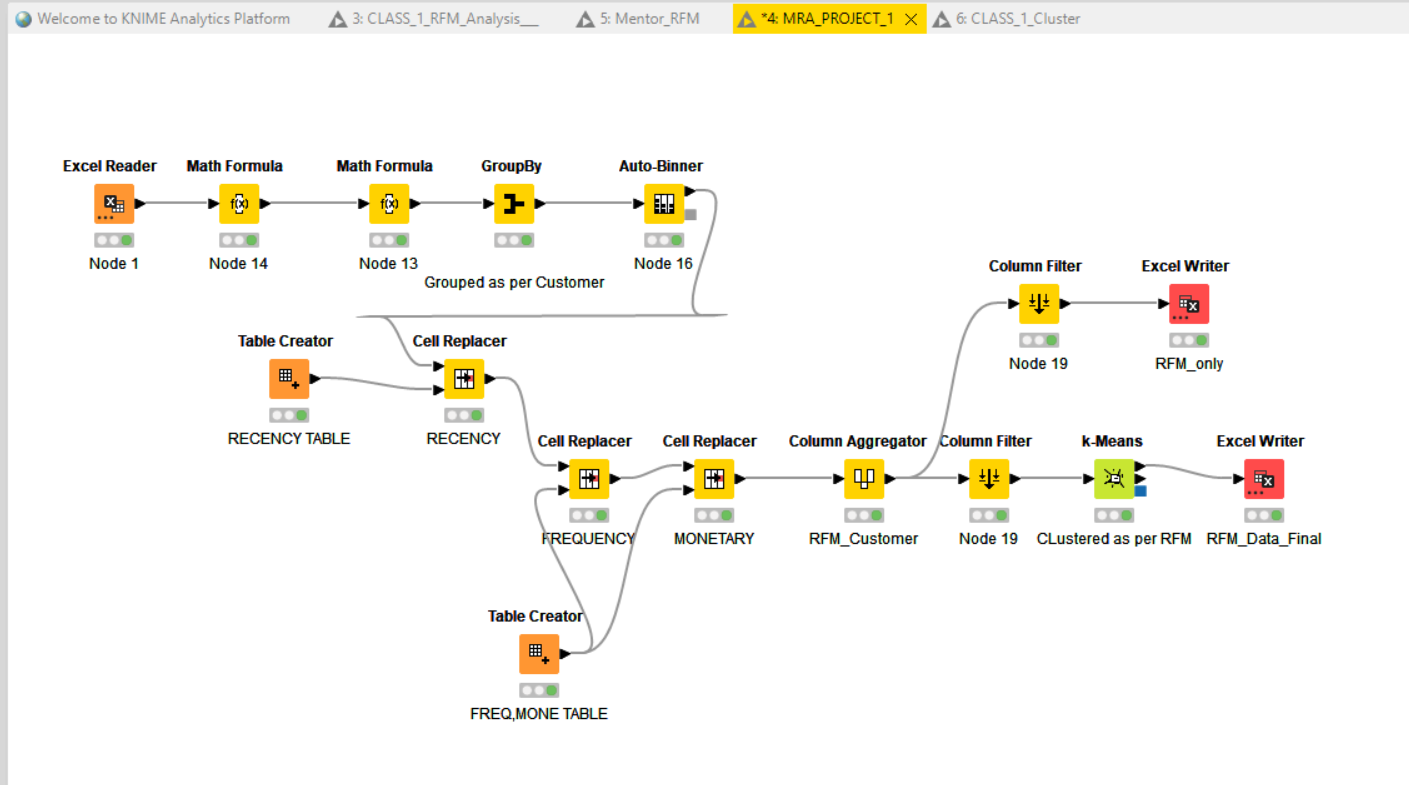 Welcome to KNIME Analytics Platform
3: CLASS_1_RFM_Analysis__
5: Mentor_RFM
*4: MRA_PROJECT_1
6: CLASS_1_Cluster
Excel Reader
Math Formula
Math Formula
GroupBy
Auto-Binner
f(x)
f(x)
Node 1
Node 14
Node 13
Node 16
Grouped as per Customer
Column Filter
Excel Writer
Node 19
RFM_only
Table Creator
Cell Replacer
RECENCY TABLE
RECENCY
Cell Replacer
Cell Replacer
Column Aggregator
Column Filter
k-Means
Excel Writer
FREQUENCY
MONETARY
RFM_Customer
Node 19
CLustered as per RFM
RFM_Data_Final
Table Creator
FREQ,MONE TABLE